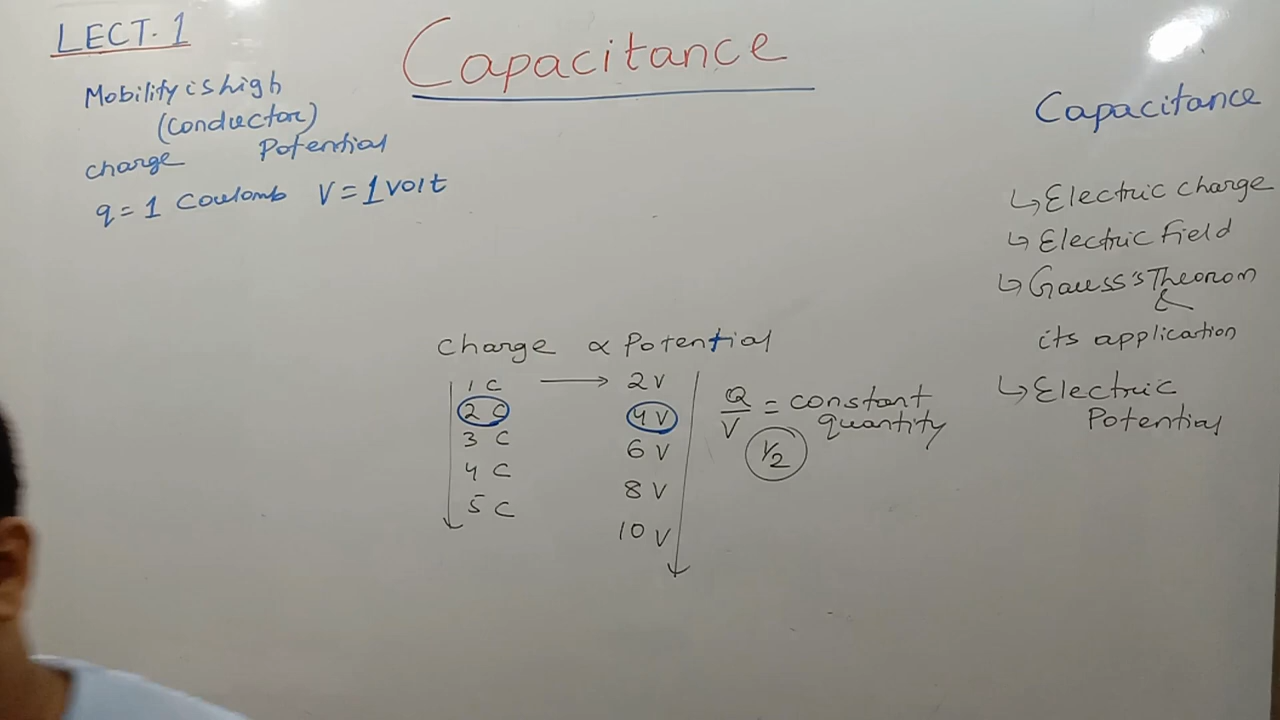 LECT. 1
Capacitance
Mobility is high
(conductor)
charge Potential
q = 1 Coulomb V = 1 volt
Charge ∝ Potential
1 C → 2 V
2 C 4 V
3 C 6 V
4 C 8 V
5 C 10 V
Q/V = constant
quantity
1/2
Capacitance
↳ Electric charge
↳ Electric Field
↳ Gauss's Theorom
&
its application
↳ Electric
Potential